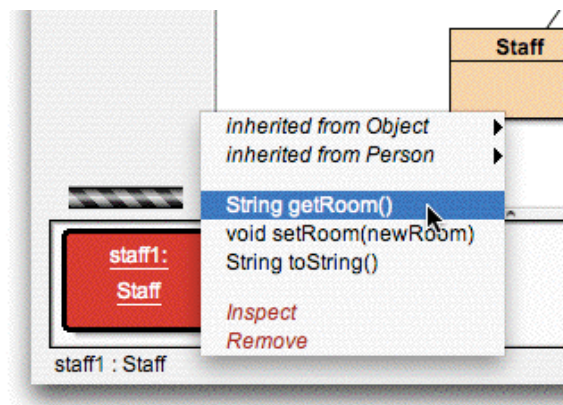 Staff
inherited from Object
inherited from Person
String getRoom()
void setRoom(newRoom)
String toString()
Inspect
Remove
staff1:
Staff
staff1 : Staff